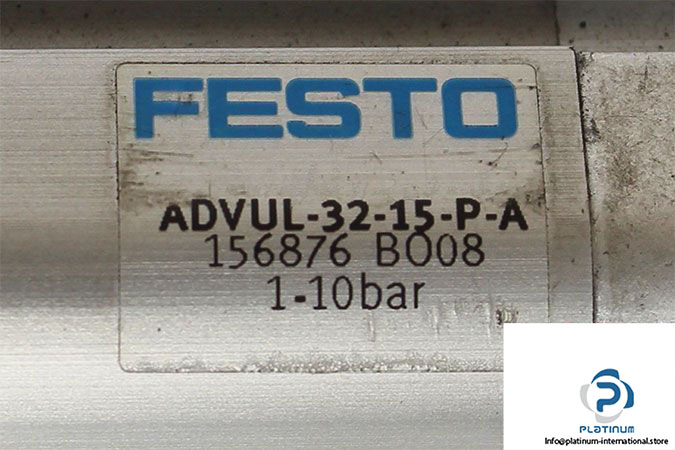 FESTO
ADVUL-32-15-P-A
156876 BO08
1-10bar
PLATINUM
Info@platinum-international.store